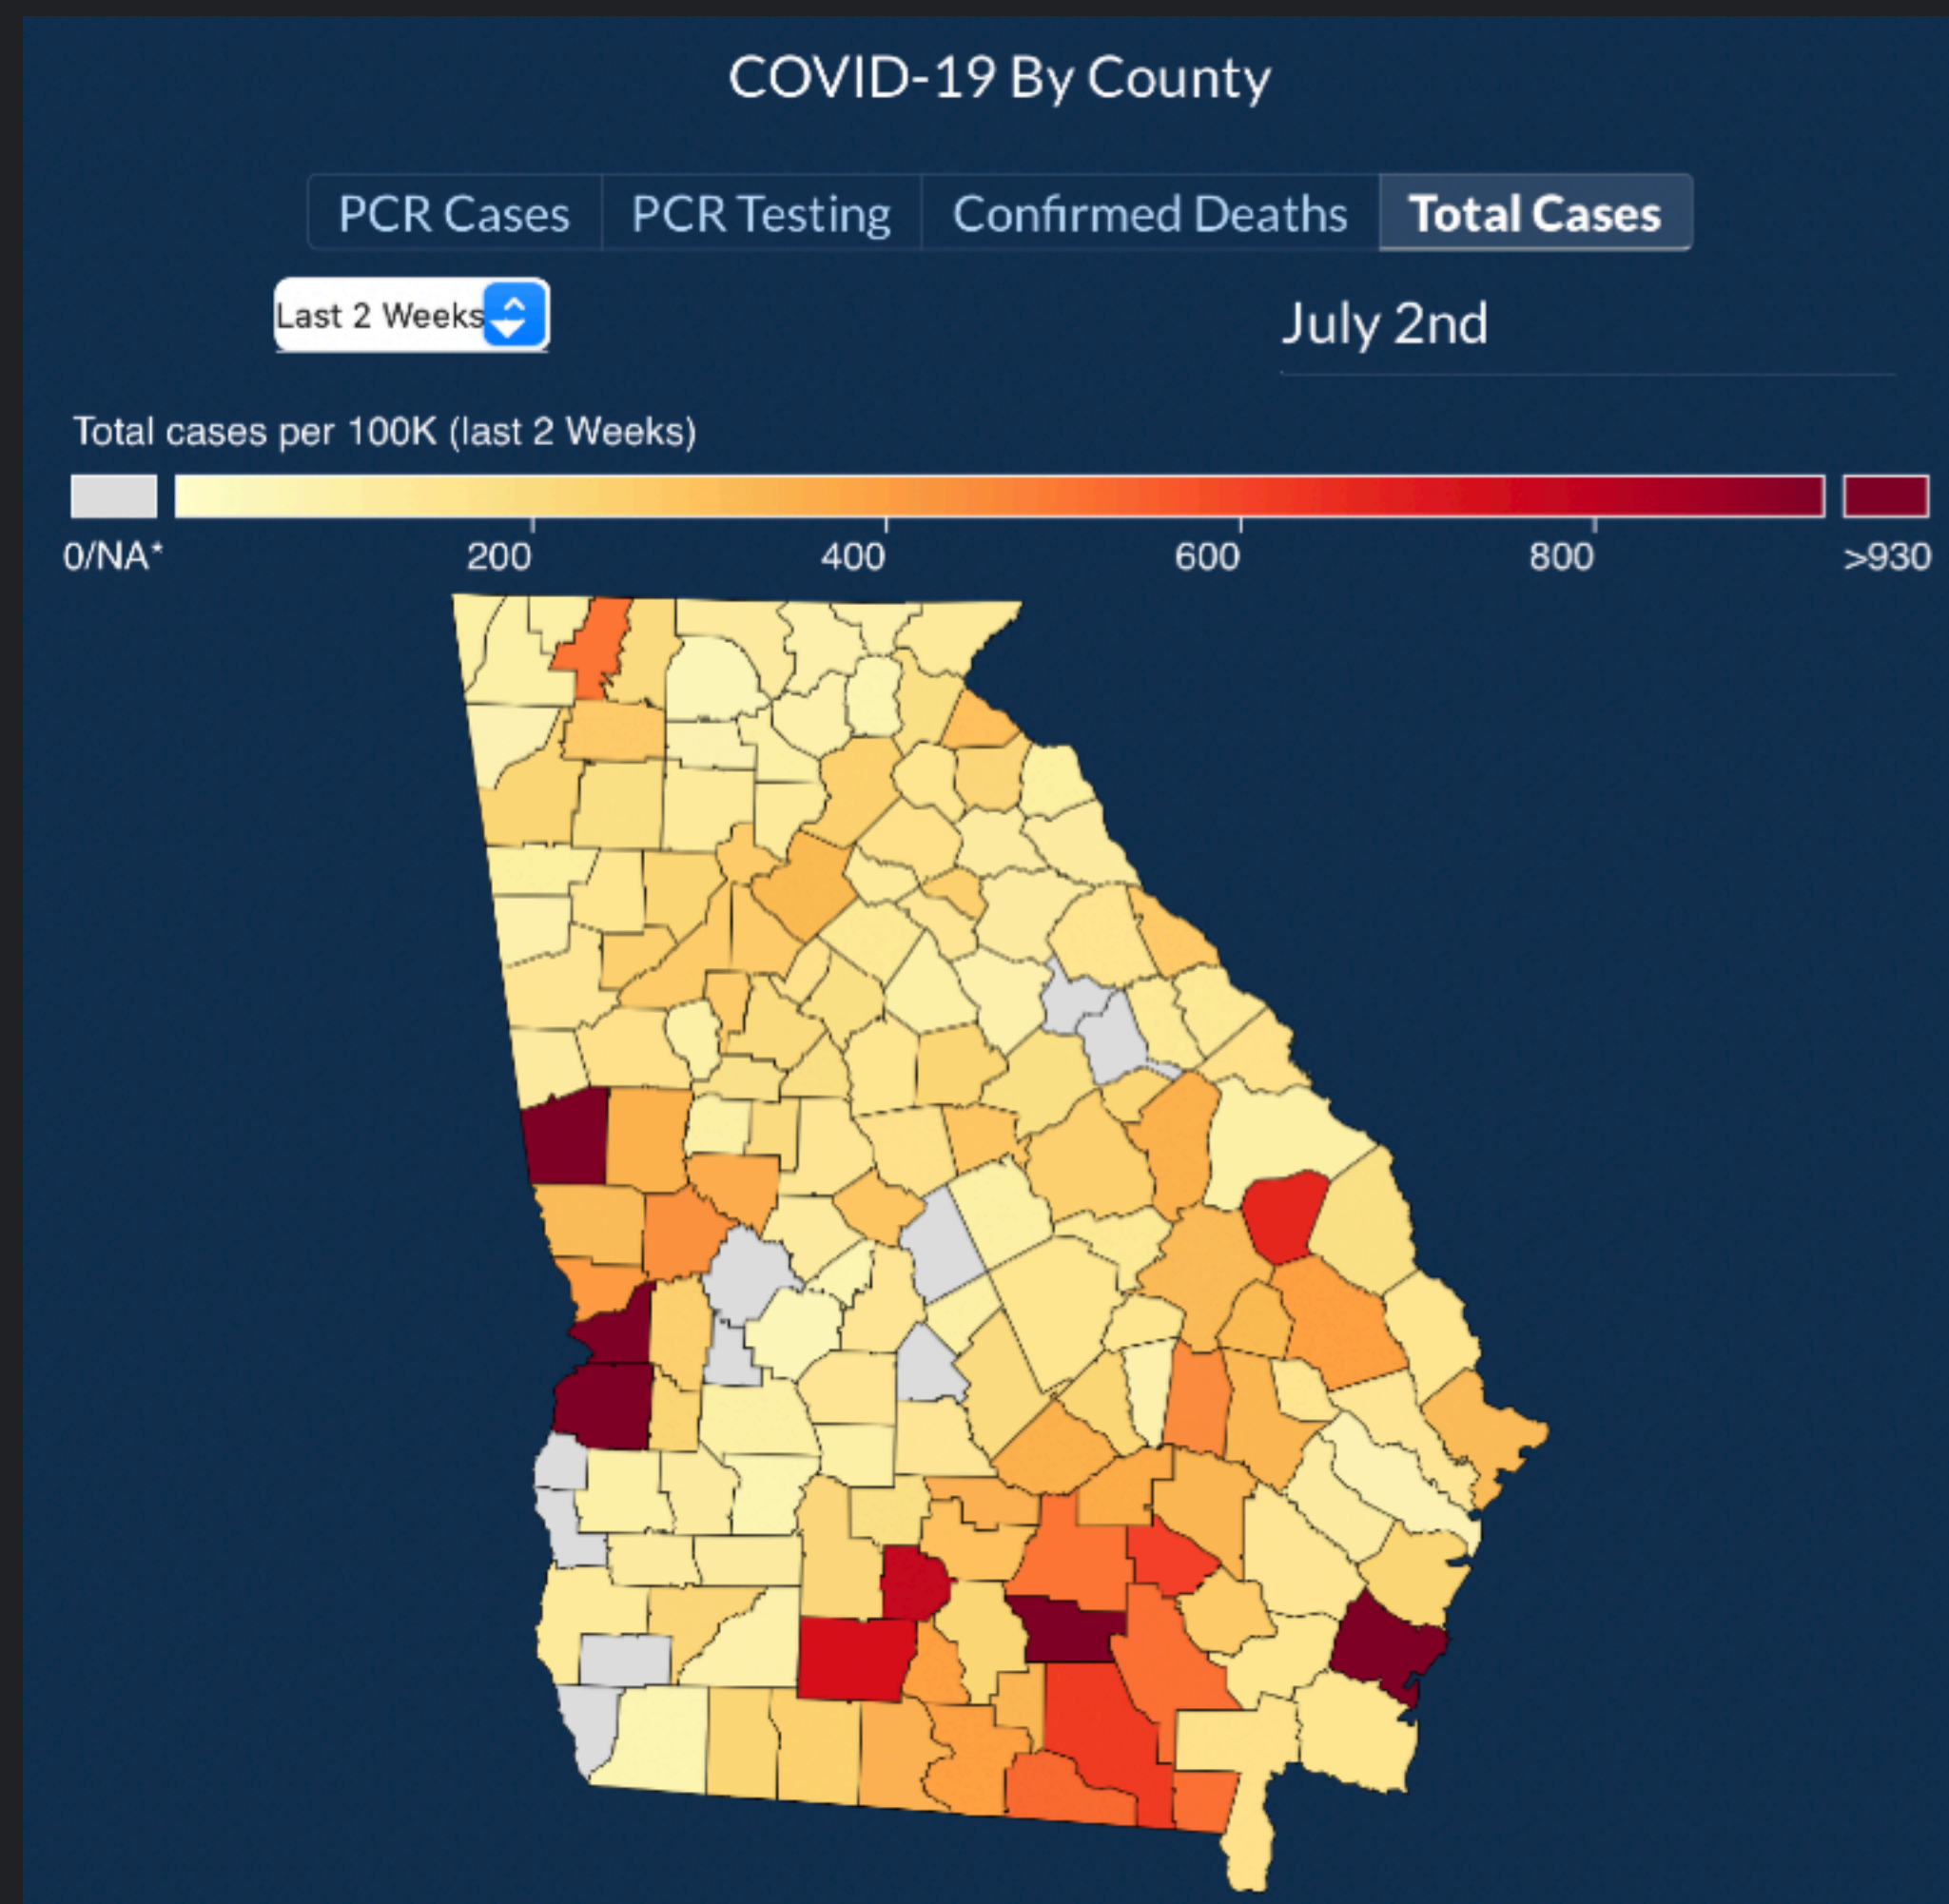 COVID-19 By County
PCR Cases PCR Testing Confirmed Deaths Total Cases
Last 2 Weeks July 2nd
Total cases per 100K (last 2 Weeks)
0/NA* 200 400 600 800 >930